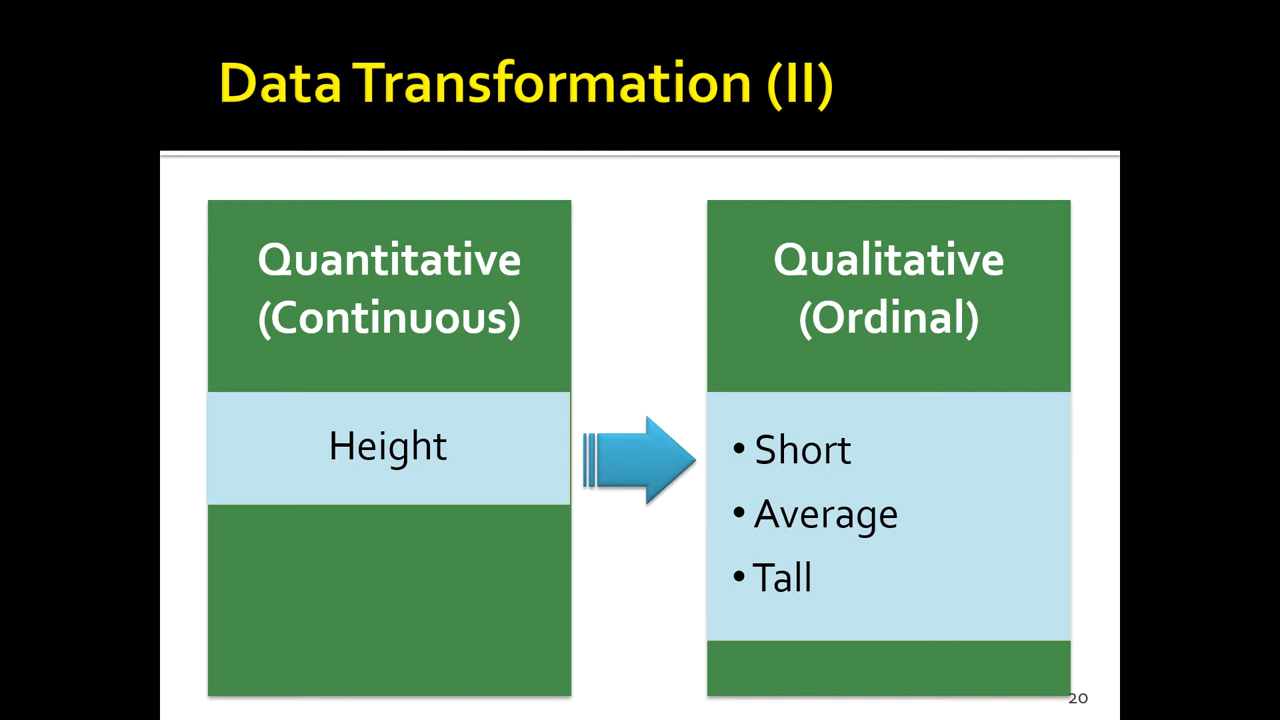 Data Transformation (II)
Quantitative
(Continuous)
Height
Qualitative
(Ordinal)
• Short
• Average
• Tall
20